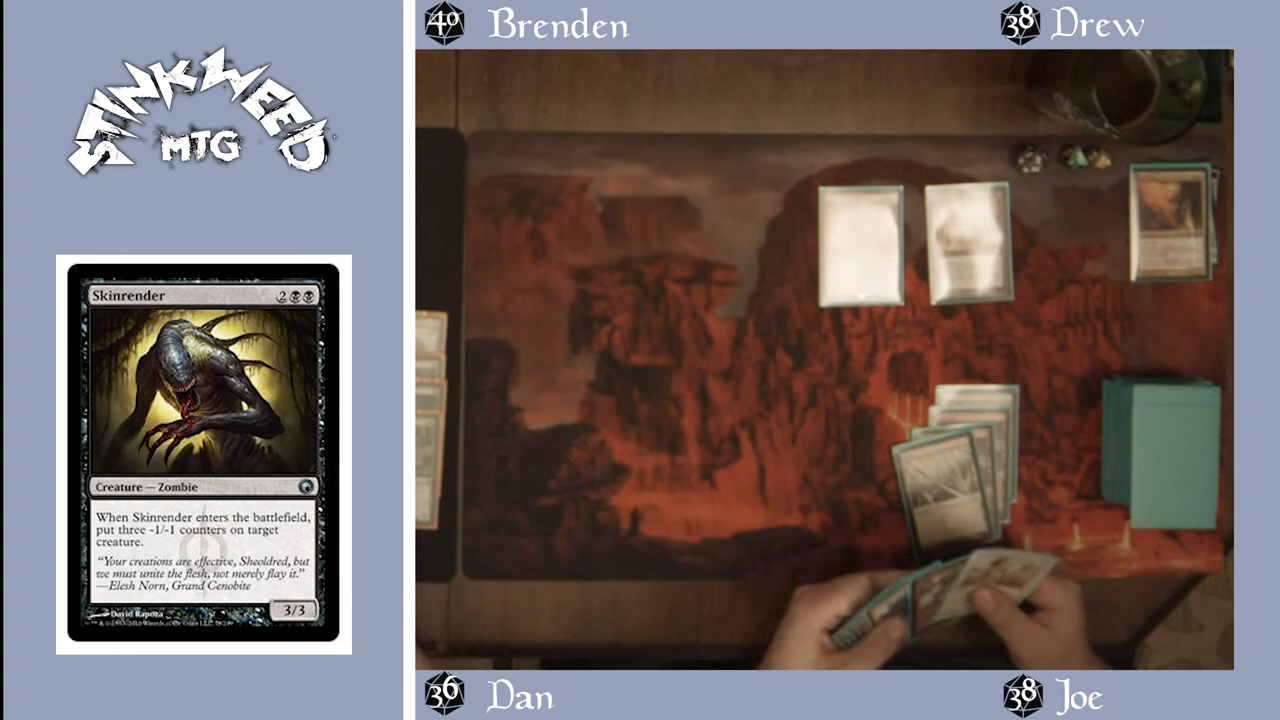 40 Brenden
38 Drew
STINKWEED
MTG
Skinrender 2
Creature — Zombie
When Skinrender enters the battlefield,
put three -1/-1 counters on target
creature.
"Your creations are effective, Sheoldred, but
we must unite the flesh, not merely flay it."
—Elesh Norn, Grand Cenobite
3/3
David Rapoza
36 Dan
38 Joe